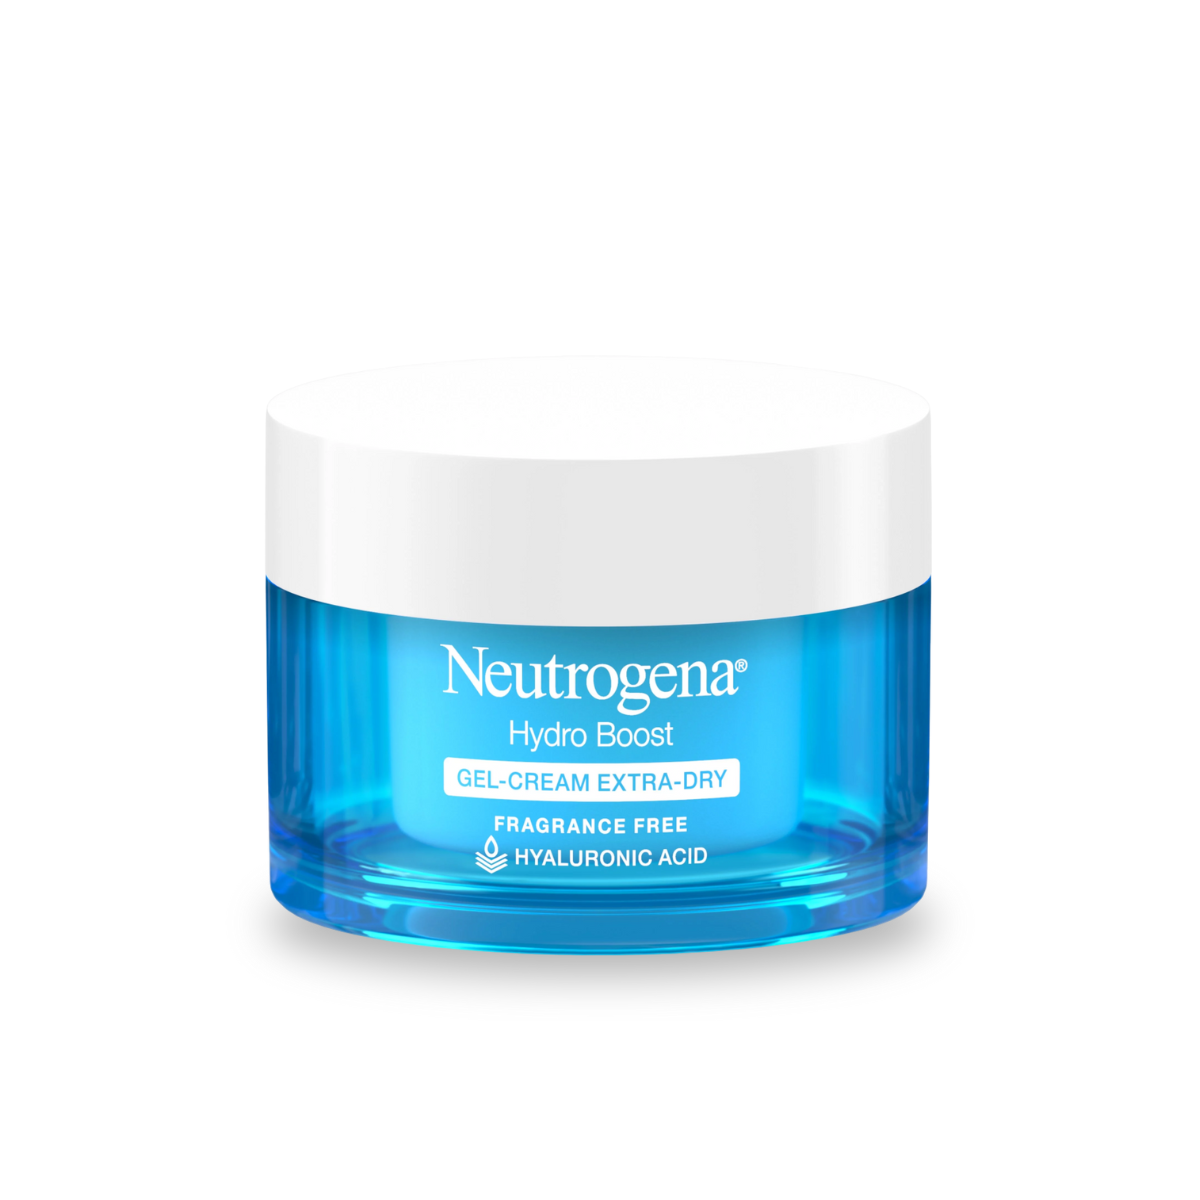 Neutrogena®
Hydro Boost
GEL-CREAM EXTRA-DRY
FRAGRANCE FREE
HYALURONIC ACID